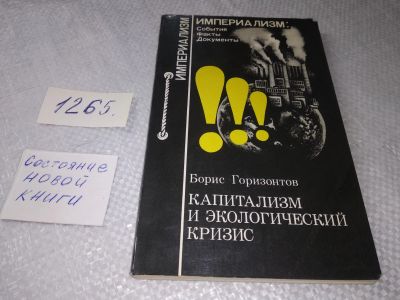 1265.
Состояние
новой
книги
ИМПЕРИАЛИЗМ
ИМПЕРИАЛИЗМ:
События
Факты
Документы
!!!
Борис Горизонтов
КАПИТАЛИЗМ
И ЭКОЛОГИЧЕСКИЙ
КРИЗИС